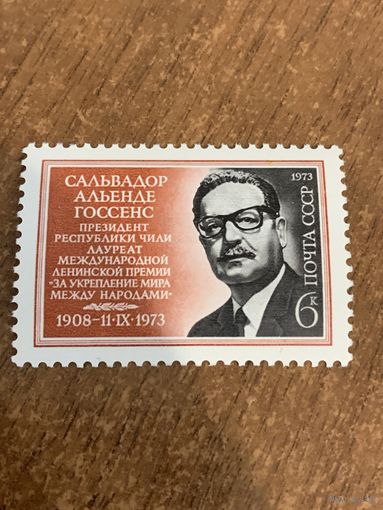 САЛЬВАДОР
АЛЬЕНДЕ
ГОССЕНС
ПРЕЗИДЕНТ
РЕСПУБЛИКИ ЧИЛИ
ЛАУРЕАТ
МЕЖДУНАРОДНОЙ
ЛЕНИНСКОЙ ПРЕМИИ
«ЗА УКРЕПЛЕНИЕ МИРА
МЕЖДУ НАРОДАМИ»
1908–11·IX·1973
1973
ПОЧТА СССР
6к